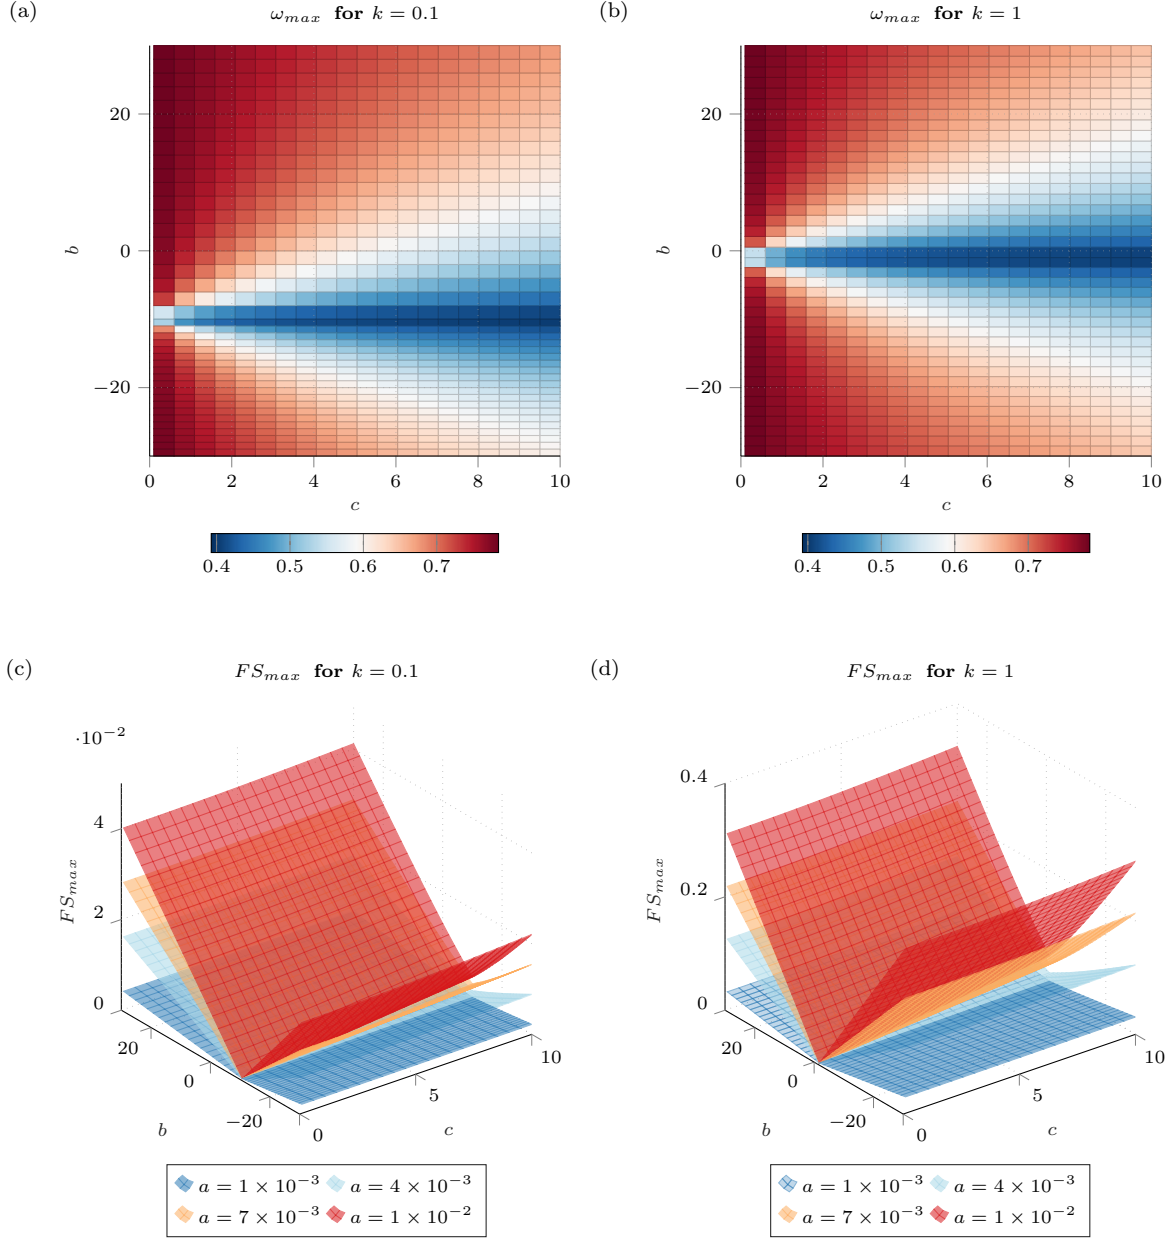 (a) ω_max for k = 0.1
(b) ω_max for k = 1
20
0
−20
b
0 2 4 6 8 10
c
0.4 0.5 0.6 0.7
20
0
−20
b
0 2 4 6 8 10
c
0.4 0.5 0.6 0.7
(c) FS_max for k = 0.1
(d) FS_max for k = 1
·10⁻²
4
2
0
FS_max
20
0
−20
b
0
5
10
c
a = 1 × 10⁻³ a = 4 × 10⁻³
a = 7 × 10⁻³ a = 1 × 10⁻²
0.4
0.2
0
FS_max
20
0
−20
b
0
5
10
c
a = 1 × 10⁻³ a = 4 × 10⁻³
a = 7 × 10⁻³ a = 1 × 10⁻²